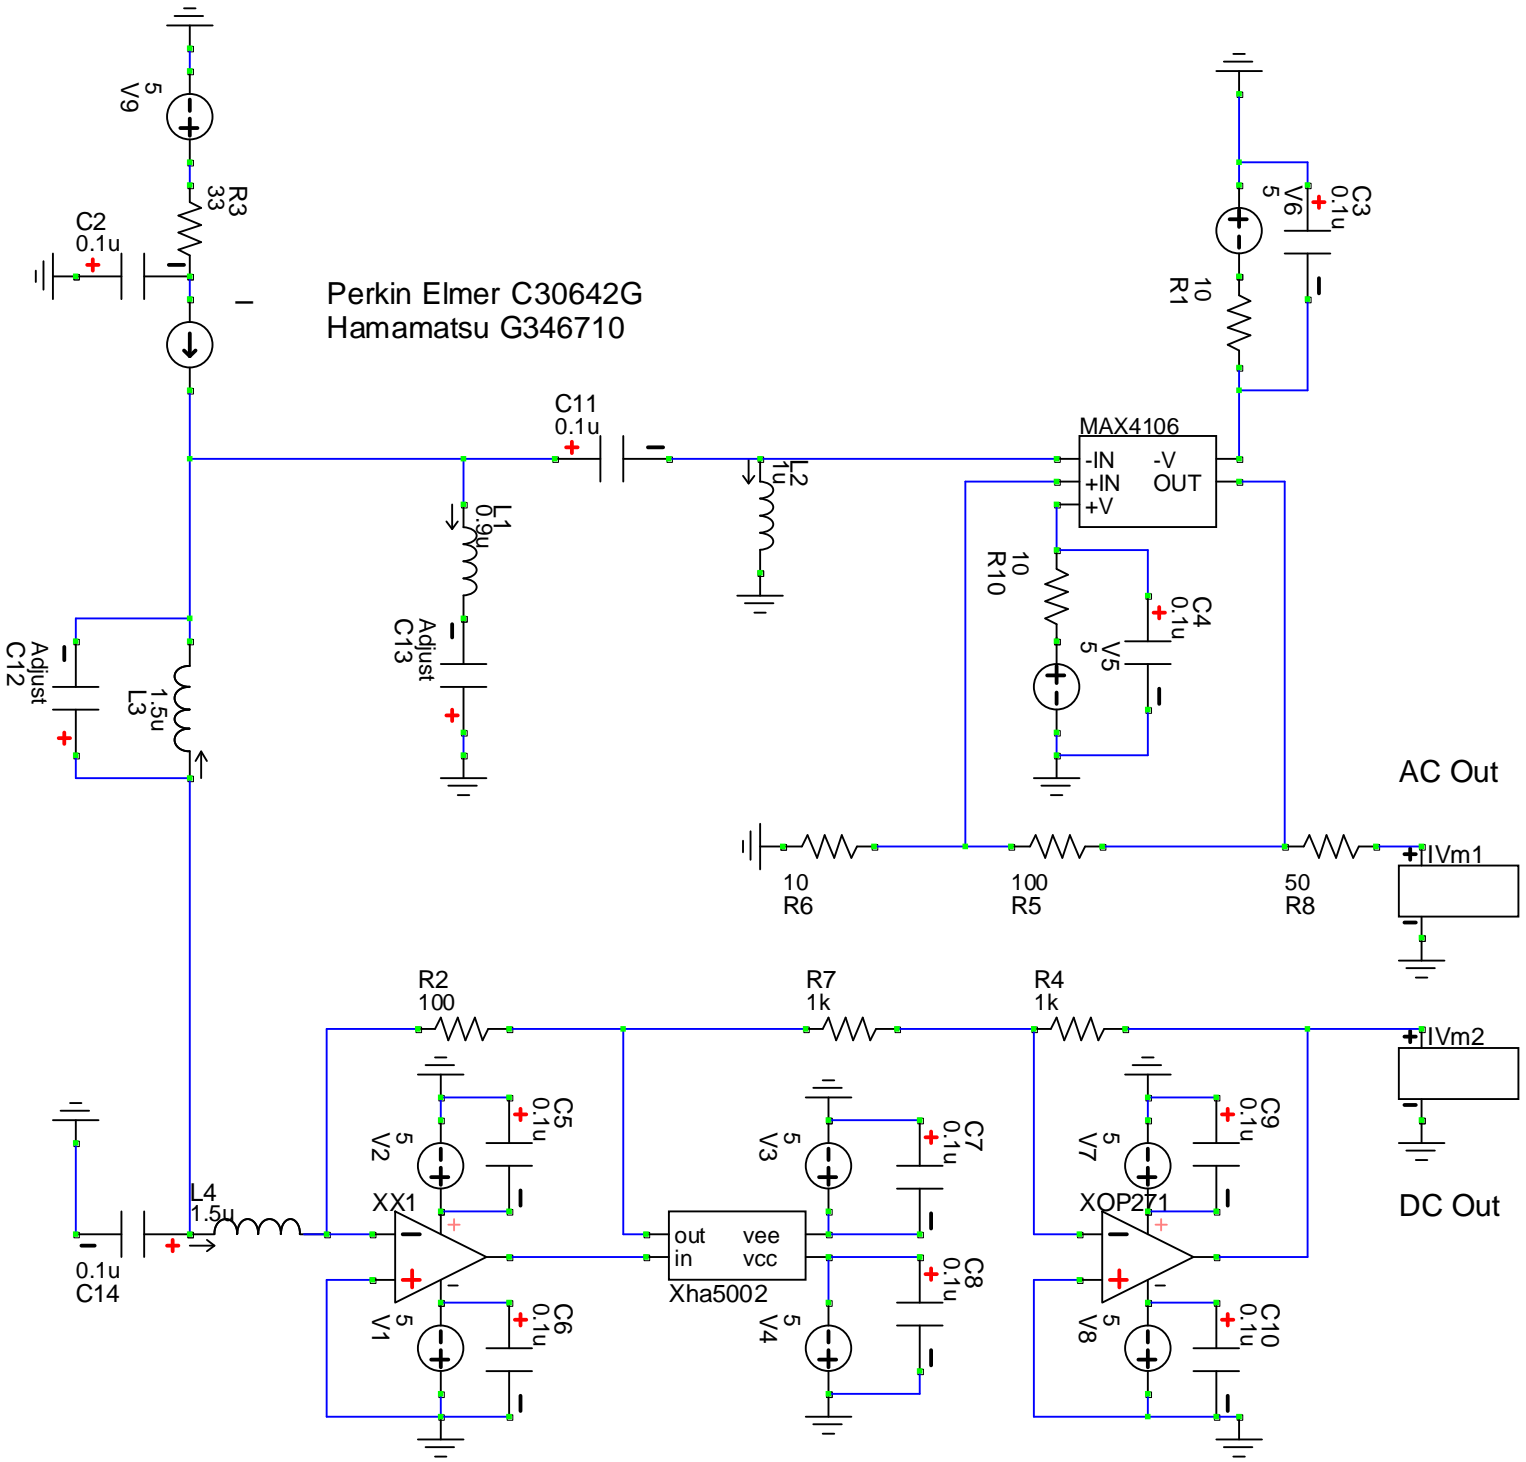 5
V9
R3
33
C2
0.1u
I
Perkin Elmer C30642G
Hamamatsu G346710
C3
0.1u
V6
5
10
R1
C11
0.1u
L2
1u
MAX4106
-IN
-V
+IN
OUT
+V
L1
0.9u
10
R10
C4
0.1u
V5
5
Adjust
C13
Adjust
C12
1.5u
L3
AC Out
IVm1
10
R6
100
R5
50
R8
R2
100
R7
1k
R4
1k
IVm2
C5
0.1u
5
V2
C7
0.1u
5
V3
C9
0.1u
5
V7
L4
1.5u
XX1
XOP271
DC Out
out
vee
in
vcc
Xha5002
0.1u
C14
C6
0.1u
5
V1
C8
0.1u
5
V4
C10
0.1u
5
V8